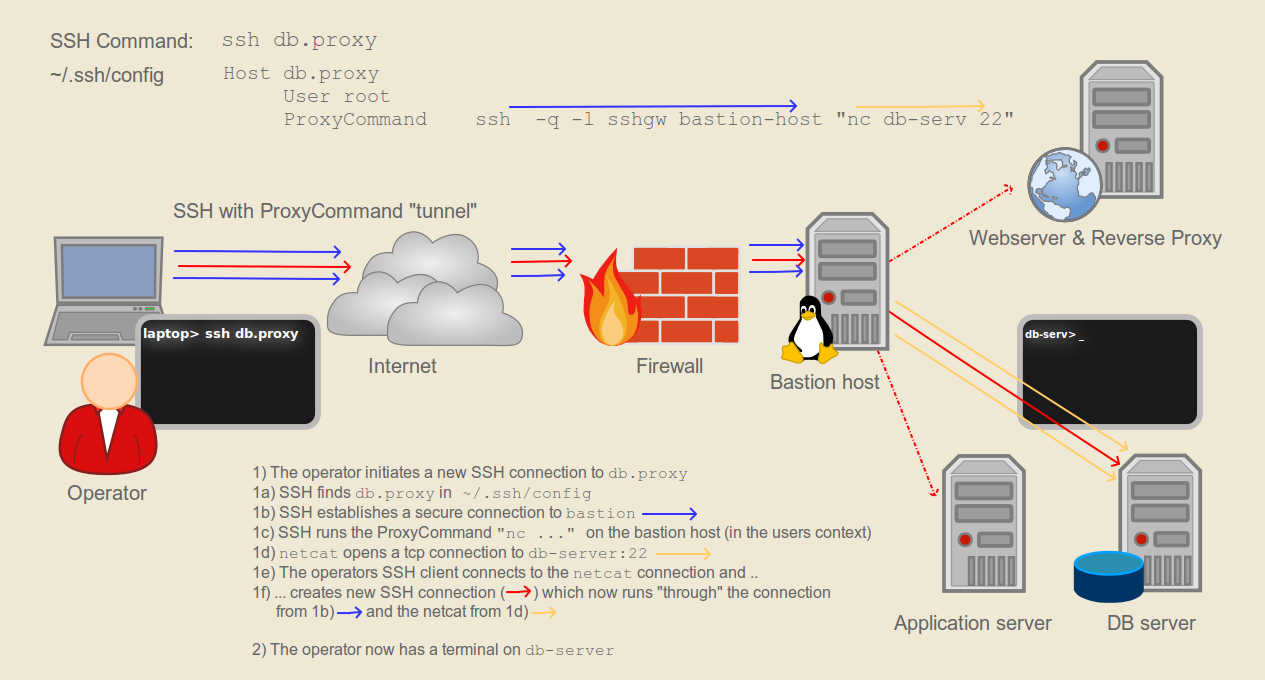 SSH Command: ssh db.proxy
~/.ssh/config Host db.proxy
User root
ProxyCommand ssh -q -l sshgw bastion-host "nc db-serv 22"
SSH with ProxyCommand "tunnel"
Webserver & Reverse Proxy
laptop> ssh db.proxy
db-serv> _
Internet
Firewall
Bastion host
Operator
1) The operator initiates a new SSH connection to db.proxy
1a) SSH finds db.proxy in ~/.ssh/config
1b) SSH establishes a secure connection to bastion
1c) SSH runs the ProxyCommand "nc ..." on the bastion host (in the users context)
1d) netcat opens a tcp connection to db-server:22
1e) The operators SSH client connects to the netcat connection and ..
1f) ... creates new SSH connection ( ) which now runs "through" the connection
from 1b) and the netcat from 1d)
2) The operator now has a terminal on db-server
Application server
DB server